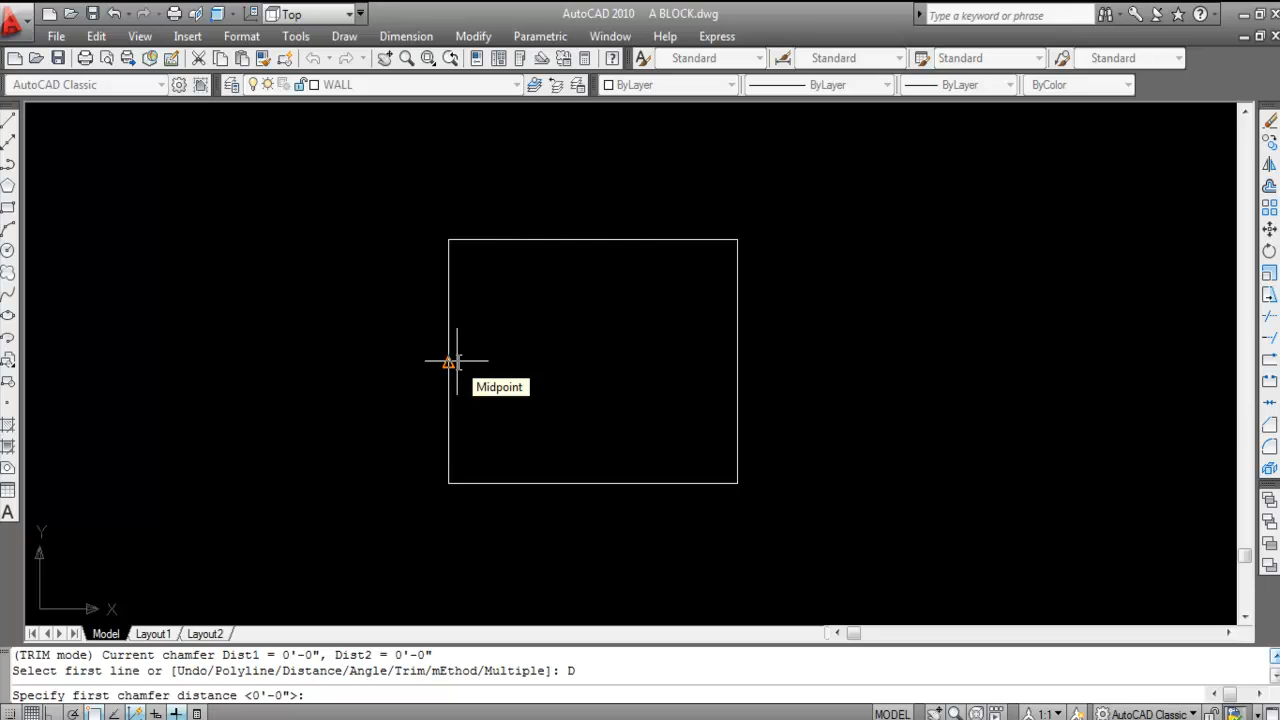 Top
AutoCAD 2010 A BLOCK.dwg
Type a keyword or phrase
File Edit View Insert Format Tools Draw Dimension Modify Parametric Window Help Express
Standard Standard Standard Standard
AutoCAD Classic WALL ByLayer ByLayer ByLayer ByColor
Midpoint
A
Y
X
Model Layout1 Layout2
(TRIM mode) Current chamfer Dist1 = 0'-0", Dist2 = 0'-0"
Select first line or [Undo/Polyline/Distance/Angle/Trim/mEthod/Multiple]: D
Specify first chamfer distance <0'-0">:
MODEL 1:1 AutoCAD Classic